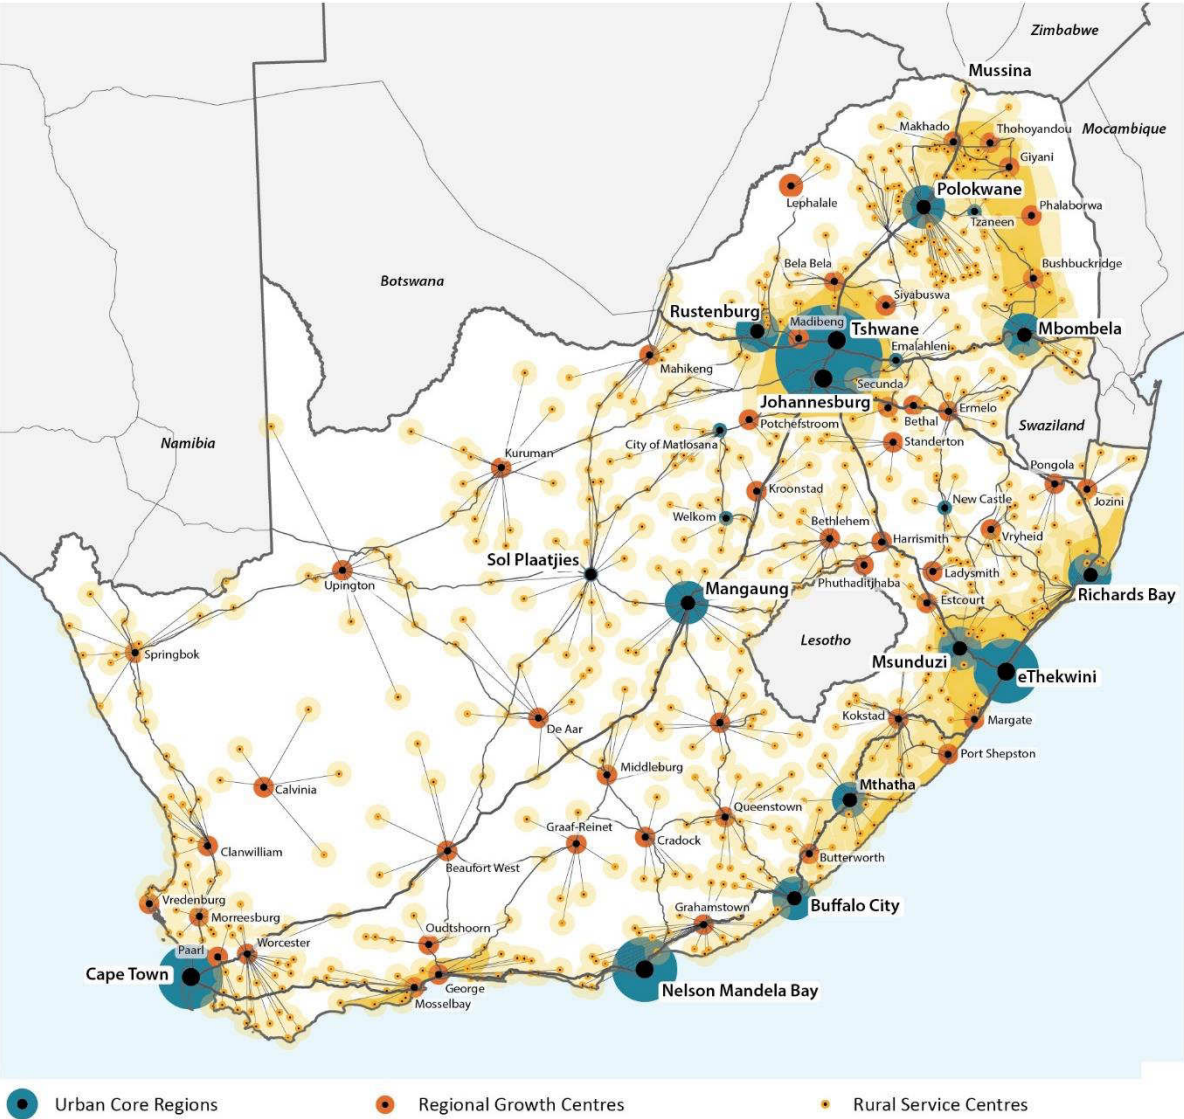 Zimbabwe
Mussina
Makhado
Thohoyandou
Mocambique
Giyani
Polokwane
Lephalale
Phalaborwa
Tzaneen
Bela Bela
Bushbuckridge
Botswana
Siyabuswa
Rustenburg
Madibeng
Tshwane
Mbombela
Emalahleni
Mahikeng
Secunda
Johannesburg
Ermelo
Bethal
Potchefstroom
Swaziland
Namibia
City of Matlosana
Standerton
Kuruman
Pongola
Kroonstad
Jozini
New Castle
Welkom
Bethlehem
Vryheid
Harrismith
Sol Plaatjies
Ladysmith
Upington
Phuthaditjhaba
Mangaung
Richards Bay
Estcourt
Lesotho
Springbok
Msunduzi
eThekwini
Kokstad
Margate
De Aar
Port Shepston
Middleburg
Mthatha
Calvinia
Queenstown
Graaf-Reinet
Cradock
Clanwilliam
Butterworth
Beaufort West
Vredenburg
Buffalo City
Grahamstown
Morreesburg
Oudtshoorn
Worcester
Paarl
Cape Town
George
Nelson Mandela Bay
Mosselbay
Urban Core Regions
Regional Growth Centres
Rural Service Centres